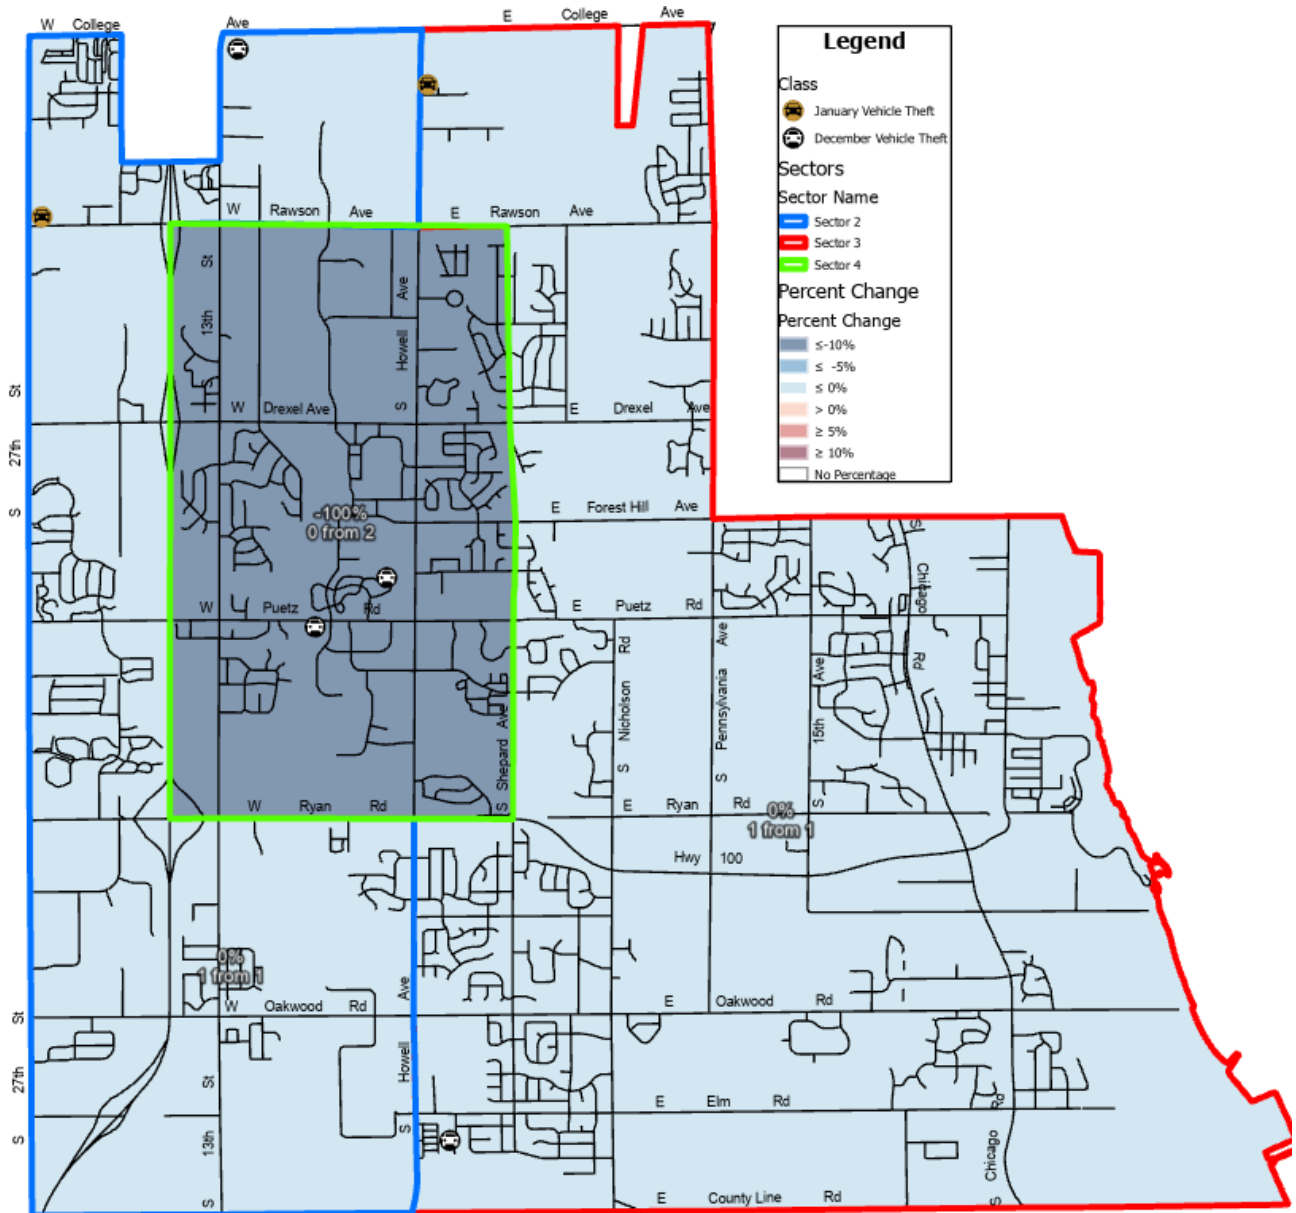 W College Ave
E College Ave
Legend
Class
January Vehicle Theft
December Vehicle Theft
Sectors
Sector Name
Sector 2
Sector 3
Sector 4
Percent Change
Percent Change
≤-10%
≤ -5%
≤ 0%
> 0%
≥ 5%
≥ 10%
No Percentage
W Rawson Ave
E Rawson Ave
S 13th St
S Howell Ave
S 27th St
W Drexel Ave
E Drexel Ave
E Forest Hill Ave
-100%
0 from 2
W Puetz Rd
E Puetz Rd
S Chicago Rd
S Nicholson Rd
S Pennsylvania Ave
S 15th Ave
S Shepard Ave
W Ryan Rd
E Ryan Rd
0%
1 from 1
Hwy 100
0%
1 from 1
W Oakwood Rd
E Oakwood Rd
S 27th St
S 13th St
S Howell Ave
E Elm Rd
S Chicago Rd
E County Line Rd